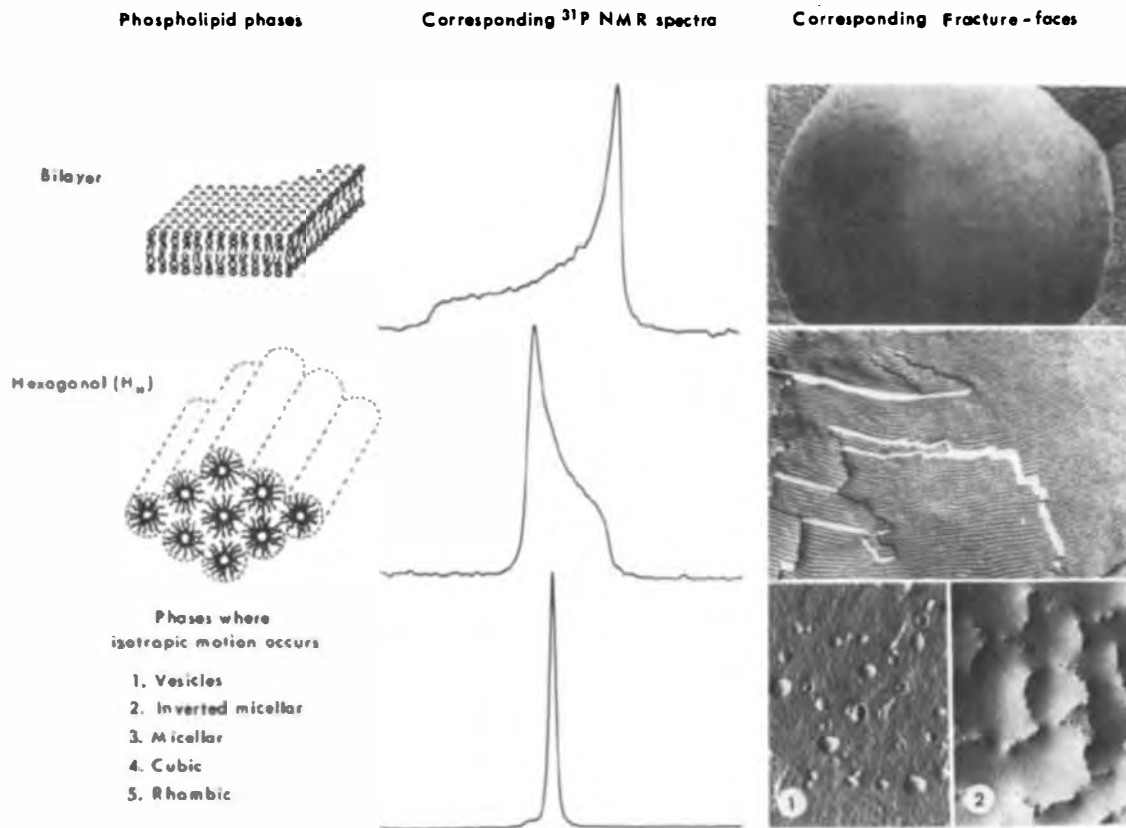 Phospholipid phases
Corresponding ³¹P NMR spectra
Corresponding Fracture-faces
Bilayer
Hexagonal (H_II)
Phases where
isotropic motion occurs
1. Vesicles
2. Inverted micellar
3. Micellar
4. Cubic
5. Rhombic
1
2